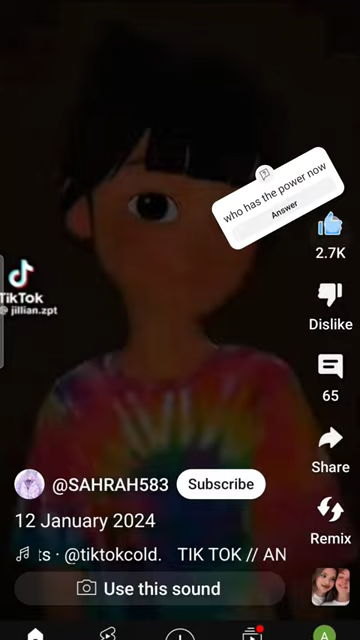 who has the power now
Answer
2.7K
TikTok
@ jillian.zpt
Dislike
65
Share
@SAHRAH583
Subscribe
12 January 2024
Remix
ts · @tiktokcold. TIK TOK // AN
Use this sound
A